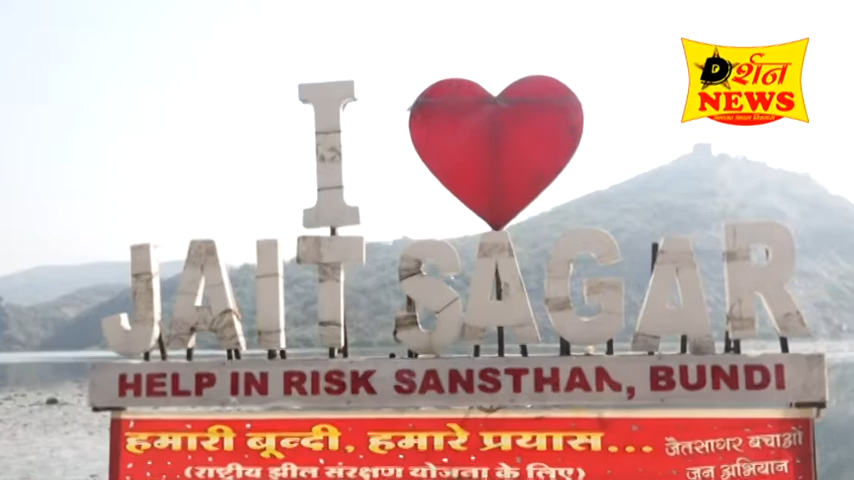 दर्शन
NEWS
I
JAIT SAGAR
HELP IN RISK SANSTHAN, BUNDI
हमारी बून्दी, हमारे प्रयास...
(राष्ट्रीय झील संरक्षण योजना के लिए)
जैतसागर बचाओं
जन अभियान